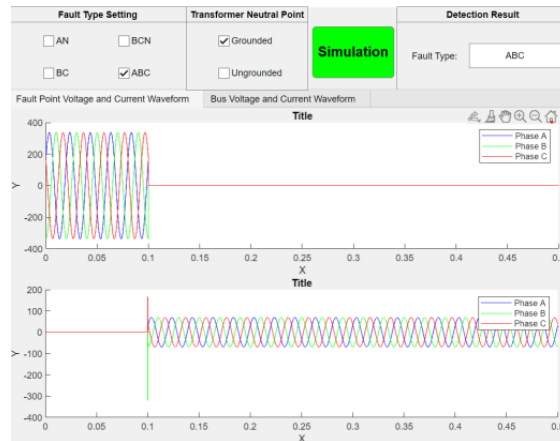 Fault Type Setting
Transformer Neutral Point
Detection Result
AN
BCN
Grounded
Simulation
Fault Type:
ABC
BC
ABC
Ungrounded
Fault Point Voltage and Current Waveform
Bus Voltage and Current Waveform
Title
400
200
0
-200
-400
Y
Phase A
Phase B
Phase C
0
0.05
0.1
0.15
0.2
0.25
0.3
0.35
0.4
0.45
0.5
X
Title
200
100
0
-100
-200
-300
-400
Y
Phase A
Phase B
Phase C
0
0.05
0.1
0.15
0.2
0.25
0.3
0.35
0.4
0.45
0.5
X